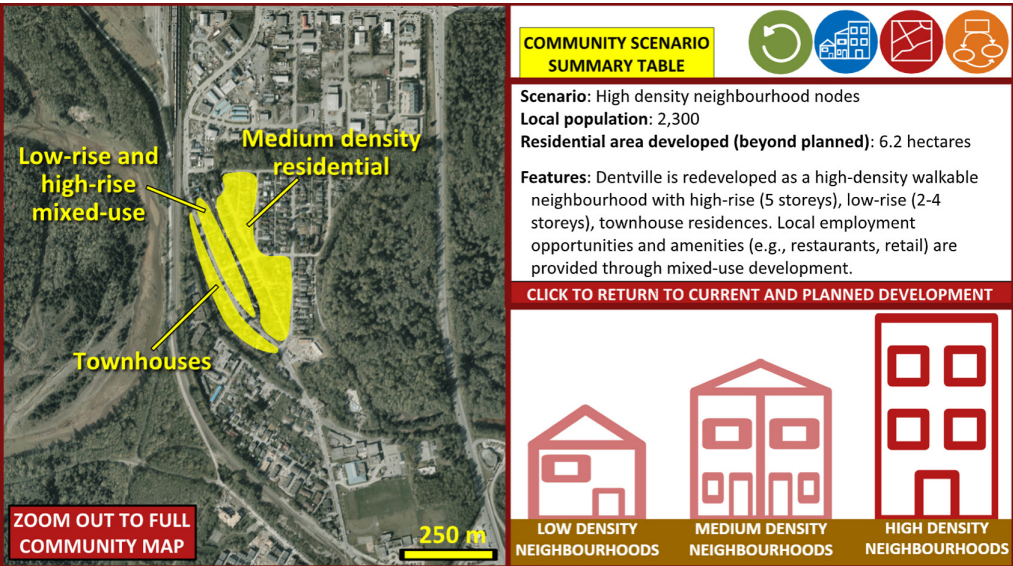 Low-rise and
high-rise
mixed-use
Medium density
residential
Townhouses
ZOOM OUT TO FULL
COMMUNITY MAP
250 m
COMMUNITY SCENARIO
SUMMARY TABLE
Scenario: High density neighbourhood nodes
Local population: 2,300
Residential area developed (beyond planned): 6.2 hectares
Features: Dentville is redeveloped as a high-density walkable
neighbourhood with high-rise (5 storeys), low-rise (2-4
storeys), townhouse residences. Local employment
opportunities and amenities (e.g., restaurants, retail) are
provided through mixed-use development.
CLICK TO RETURN TO CURRENT AND PLANNED DEVELOPMENT
LOW DENSITY
NEIGHBOURHOODS
MEDIUM DENSITY
NEIGHBOURHOODS
HIGH DENSITY
NEIGHBOURHOODS